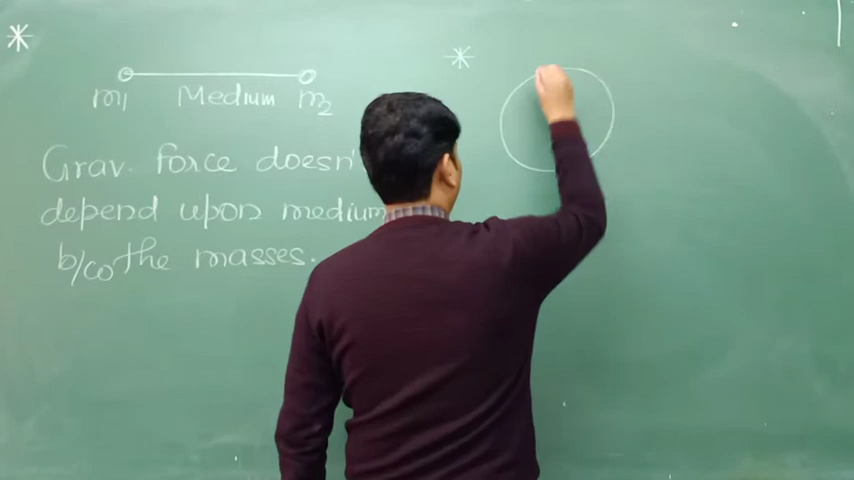 *
*
m1 Medium m2
Grav. force doesn'
depend upon medium
b/w the masses.